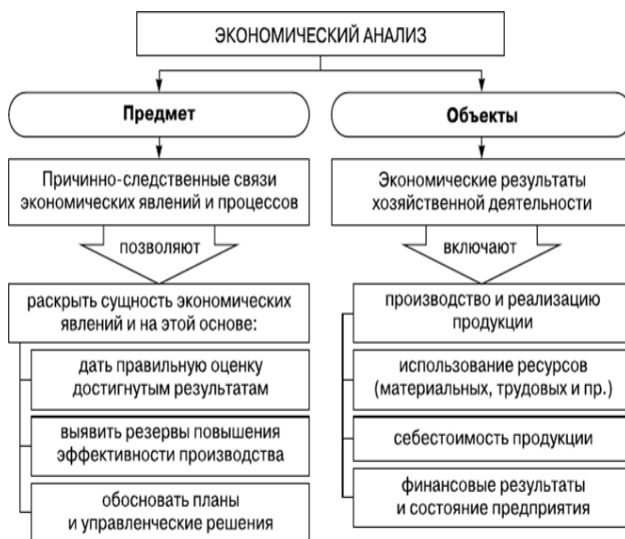 ЭКОНОМИЧЕСКИЙ АНАЛИЗ
Предмет
Причинно-следственные связи
экономических явлений и процессов
позволяют
раскрыть сущность экономических
явлений и на этой основе:
дать правильную оценку
достигнутым результатам
выявить резервы повышения
эффективности производства
обосновать планы
и управленческие решения
Объекты
Экономические результаты
хозяйственной деятельности
включают
производство и реализацию
продукции
использование ресурсов
(материальных, трудовых и пр.)
себестоимость продукции
финансовые результаты
и состояние предприятия